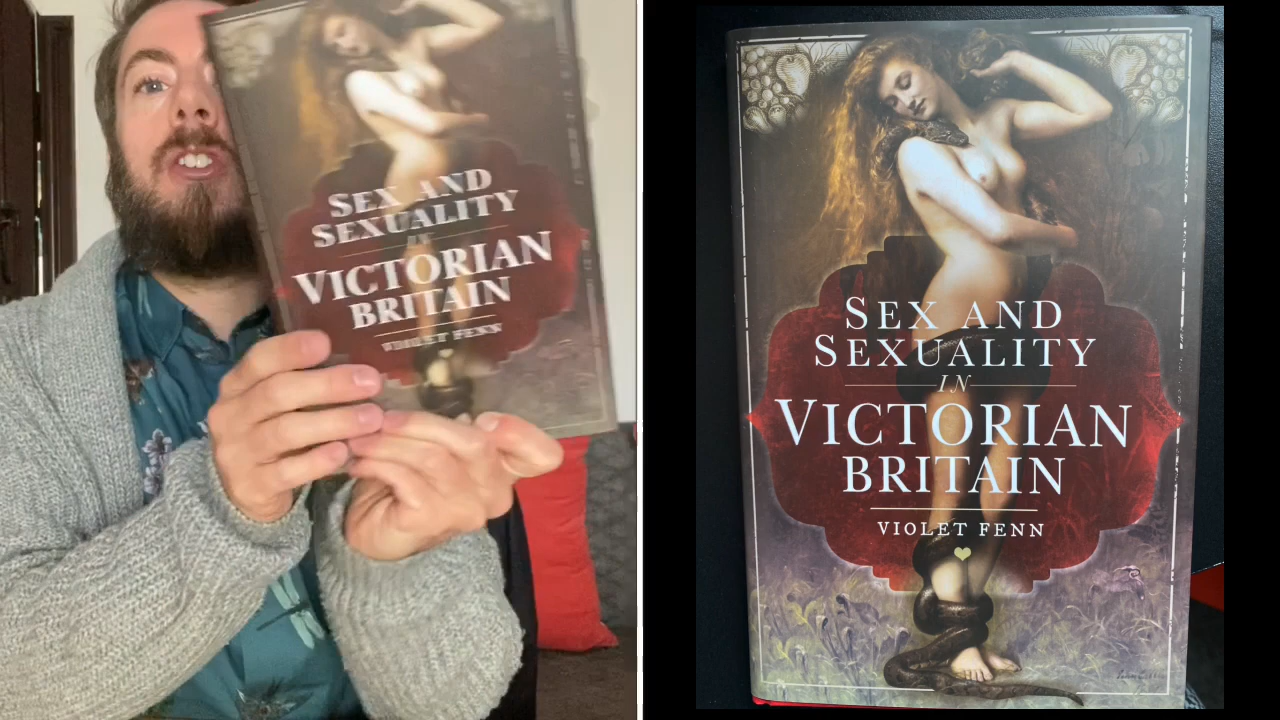 SEX AND
SEXUALITY
IN
VICTORIAN
BRITAIN
VIOLET FENN
SEX AND
SEXUALITY
IN
VICTORIAN
BRITAIN
VIOLET FENN